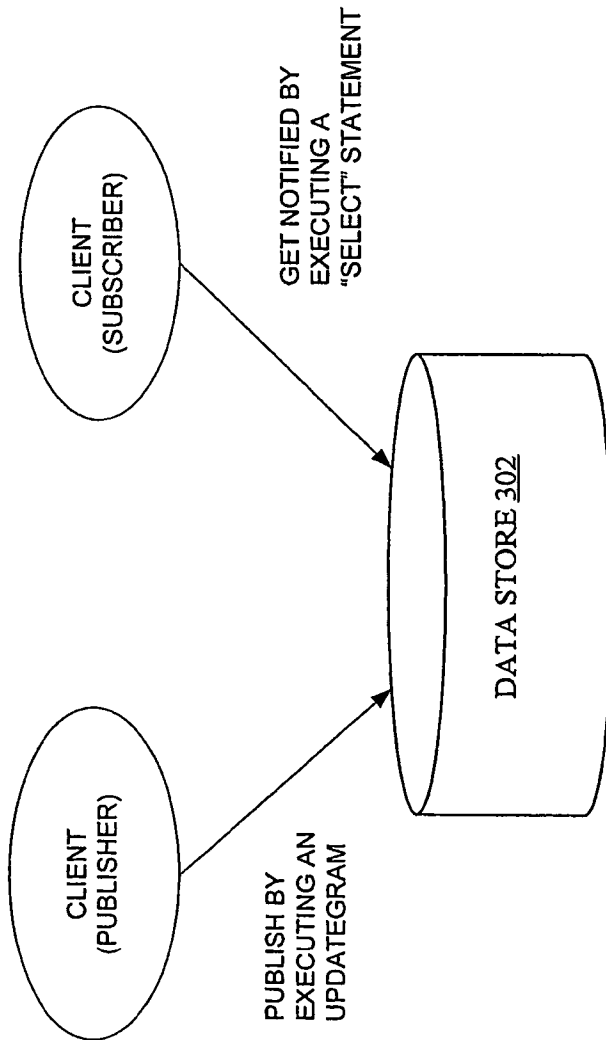 CLIENT
(PUBLISHER)
CLIENT
(SUBSCRIBER)
PUBLISH BY
EXECUTING AN
UPDATEGRAM
GET NOTIFIED BY
EXECUTING A
“SELECT” STATEMENT
DATA STORE 302